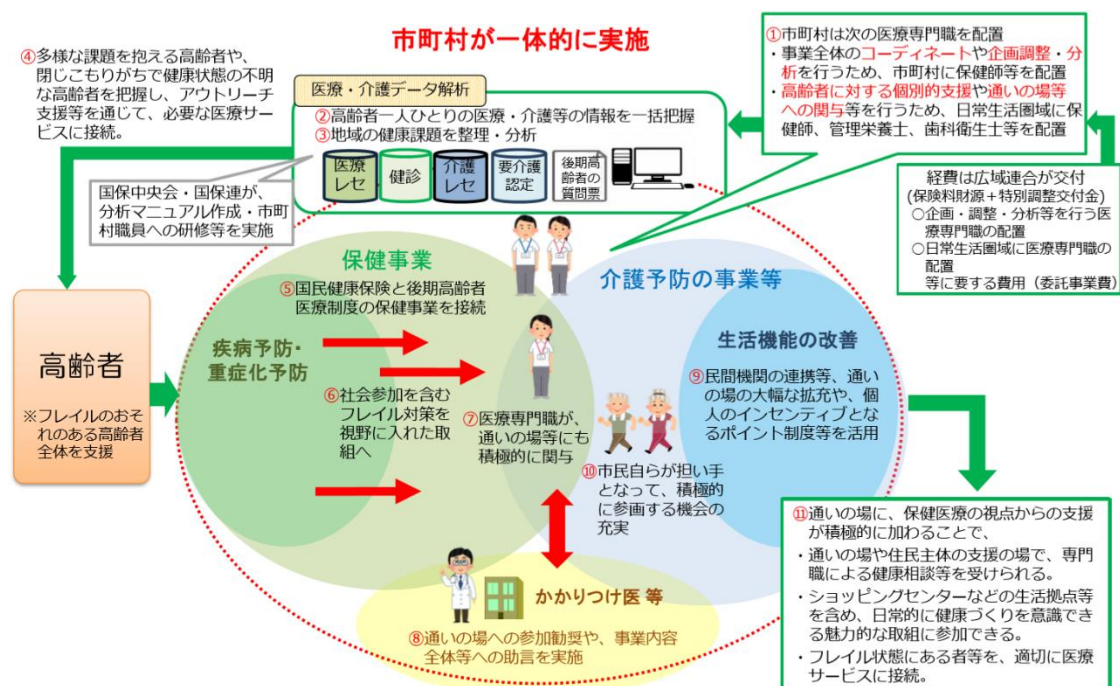 市町村が一体的に実施
④多様な課題を抱える高齢者や、
閉じこもりがちで健康状態の不明
な高齢者を把握し、アウトリーチ
支援等を通じて、必要な医療サー
ビスに接続。
医療・介護データ解析
②高齢者一人ひとりの医療・介護等の情報を一括把握
③地域の健康課題を整理・分析
医療
レセ
健診
介護
レセ
要介護
認定
後期高
齢者の
質問票
①市町村は次の医療専門職を配置
・事業全体のコーディネートや企画調整・分
析を行うため、市町村に保健師等を配置
・高齢者に対する個別的支援や通いの場等
への関与等を行うため、日常生活圏域に保
健師、管理栄養士、歯科衛生士等を配置
経費は広域連合が交付
(保険料財源+特別調整交付金)
○企画・調整・分析等を行う医
療専門職の配置
○日常生活圏域に医療専門職の
配置
等に要する費用(委託事業費)
国保中央会・国保連が、
分析マニュアル作成・市町
村職員への研修等を実施
高齢者
※フレイルのおそ
れのある高齢者
全体を支援
保健事業
⑤国民健康保険と後期高齢者
医療制度の保健事業を接続
疾病予防・
重症化予防
⑥社会参加を含む
フレイル対策を
視野に入れた取
組へ
⑦医療専門職が、
通いの場等にも
積極的に関与
介護予防の事業等
生活機能の改善
⑨民間機関の連携等、通い
の場の大幅な拡充や、個
人のインセンティブとな
るポイント制度等を活用
⑩市民自らが担い手
となって、積極的
に参画する機会の
充実
かかりつけ医 等
⑧通いの場への参加勧奨や、事業内容
全体等への助言を実施
⑪通いの場に、保健医療の視点からの支援
が積極的に加わることで、
・通いの場や住民主体の支援の場で、専門
職による健康相談等を受けられる。
・ショッピングセンターなどの生活拠点等
を含め、日常的に健康づくりを意識できる
魅力的な取組に参加できる。
・フレイル状態にある者等を、適切に医療
サービスに接続。